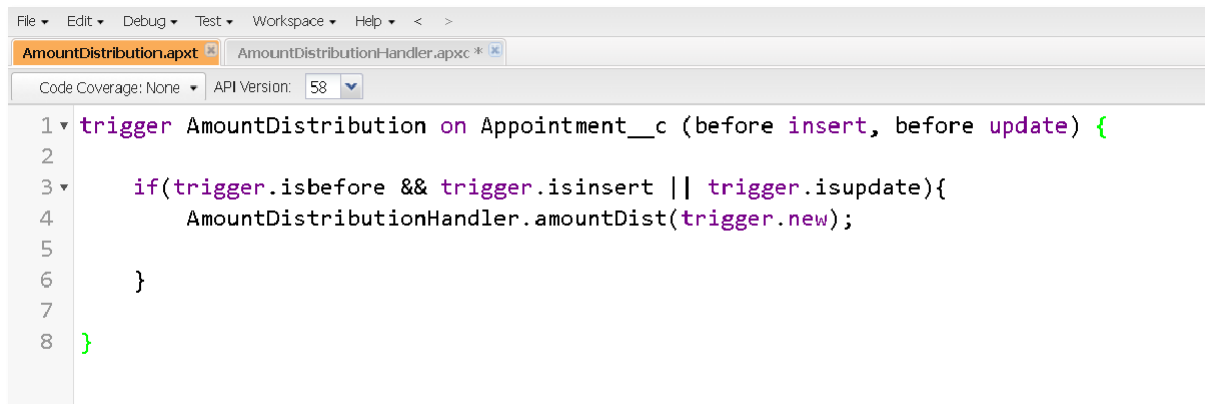 File Edit Debug Test Workspace Help < >
AmountDistribution.apxt AmountDistributionHandler.apxc *
Code Coverage: None API Version: 58
1 trigger AmountDistribution on Appointment__c (before insert, before update) {
2
3 if(trigger.isbefore && trigger.isinsert || trigger.isupdate){
4 AmountDistributionHandler.amountDist(trigger.new);
5
6 }
7
8 }